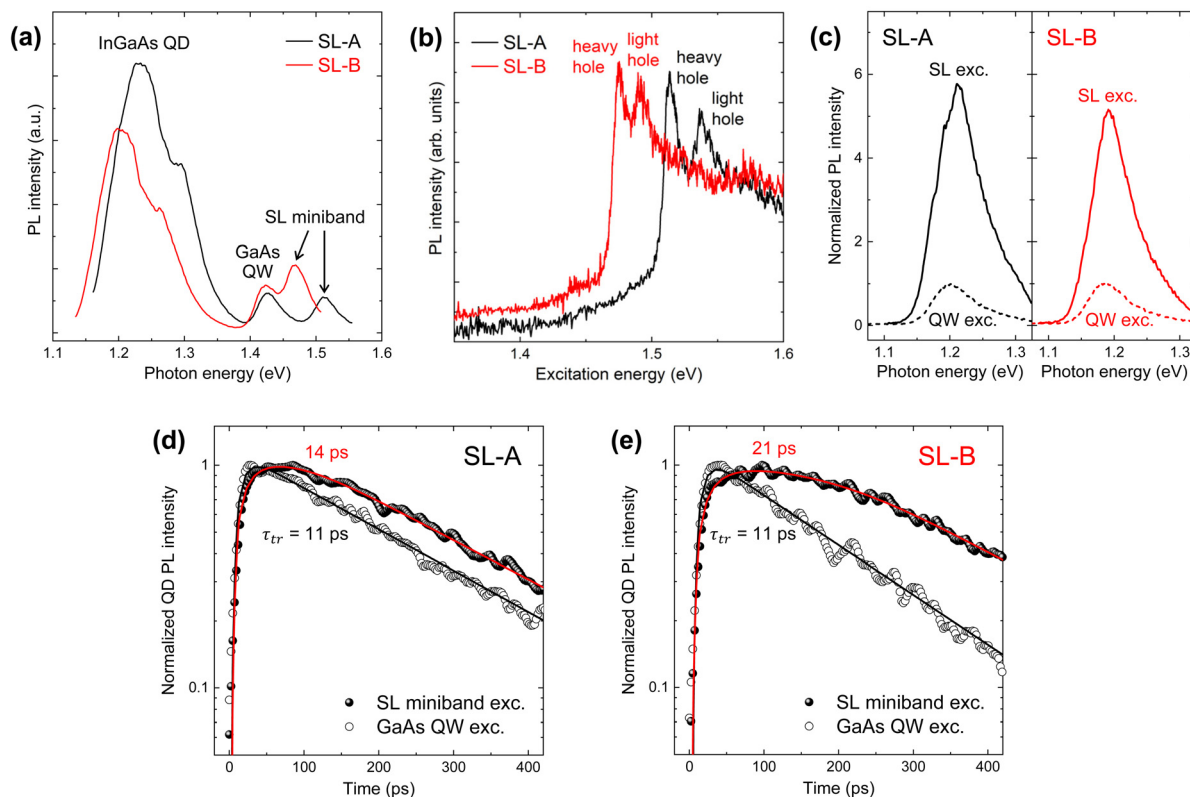 (a)
InGaAs QD
SL-A
SL-B
SL miniband
GaAs
QW
PL intensity (a.u.)
1.1 1.2 1.3 1.4 1.5 1.6
Photon energy (eV)
(b)
SL-A
SL-B
heavy
hole
light
hole
heavy
hole
light
hole
PL intensity (arb. units)
1.4 1.5 1.6
Excitation energy (eV)
(c)
SL-A
SL-B
SL exc.
SL exc.
QW exc.
QW exc.
Normalized PL intensity
6
4
2
0
1.1 1.2 1.3 1.1 1.2 1.3
Photon energy (eV) Photon energy (eV)
(d)
14 ps
SL-A
τtr = 11 ps
SL miniband exc.
GaAs QW exc.
Normalized QD PL intensity
1
0.1
0 100 200 300 400
Time (ps)
(e)
21 ps
SL-B
τtr = 11 ps
SL miniband exc.
GaAs QW exc.
Normalized QD PL intensity
1
0.1
0 100 200 300 400
Time (ps)